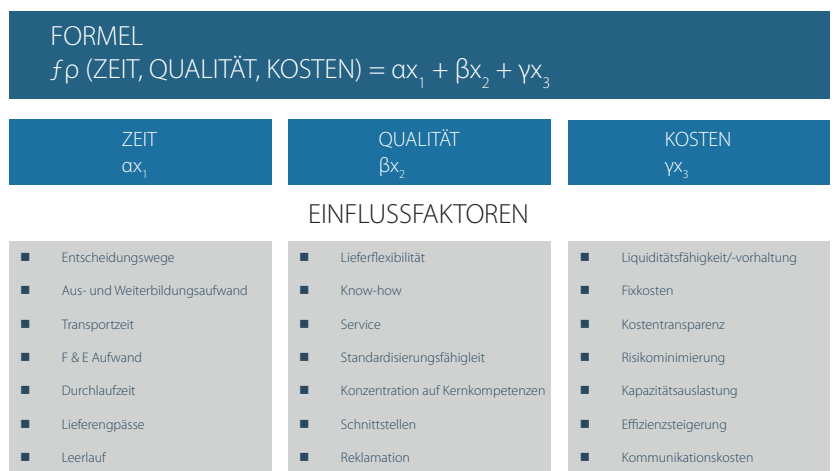 FORMEL
ƒρ (ZEIT, QUALITÄT, KOSTEN) = αx₁ + βx₂ + γx₃
ZEIT
αx₁
QUALITÄT
βx₂
KOSTEN
γx₃
EINFLUSSFAKTOREN
■ Entscheidungswege
■ Aus- und Weiterbildungsaufwand
■ Transportzeit
■ F & E Aufwand
■ Durchlaufzeit
■ Lieferengpässe
■ Leerlauf
■ Lieferflexibilität
■ Know-how
■ Service
■ Standardisierungsfähigleit
■ Konzentration auf Kernkompetenzen
■ Schnittstellen
■ Reklamation
■ Liquiditätsfähigkeit/-vorhaltung
■ Fixkosten
■ Kostentransparenz
■ Risikominimierung
■ Kapazitätsauslastung
■ Effizienzsteigerung
■ Kommunikationskosten